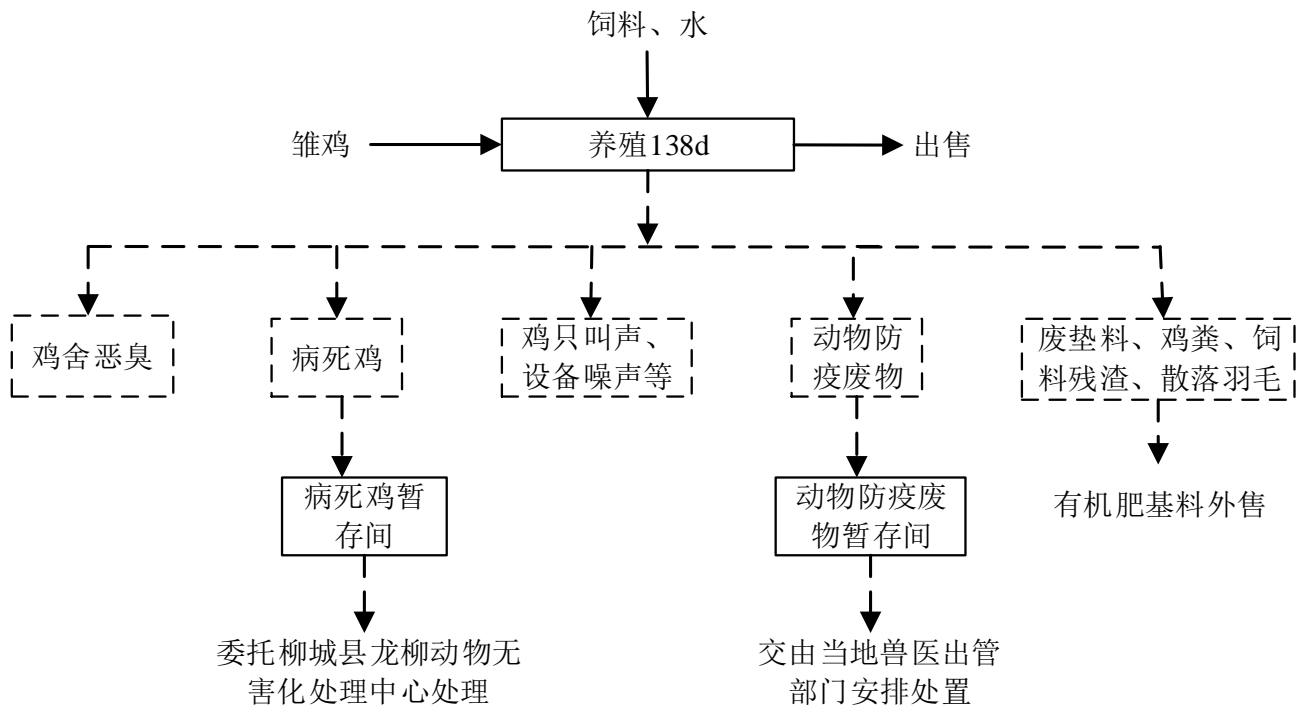 饲料、水
雏鸡
养殖138d
出售
鸡舍恶臭
病死鸡
鸡只叫声、
设备噪声等
动物防
疫废物
废垫料、鸡粪、饲
料残渣、散落羽毛
病死鸡暂
存间
动物防疫废
物暂存间
有机肥基料外售
委托柳城县龙柳动物无
害化处理中心处理
交由当地兽医出管
部门安排处置